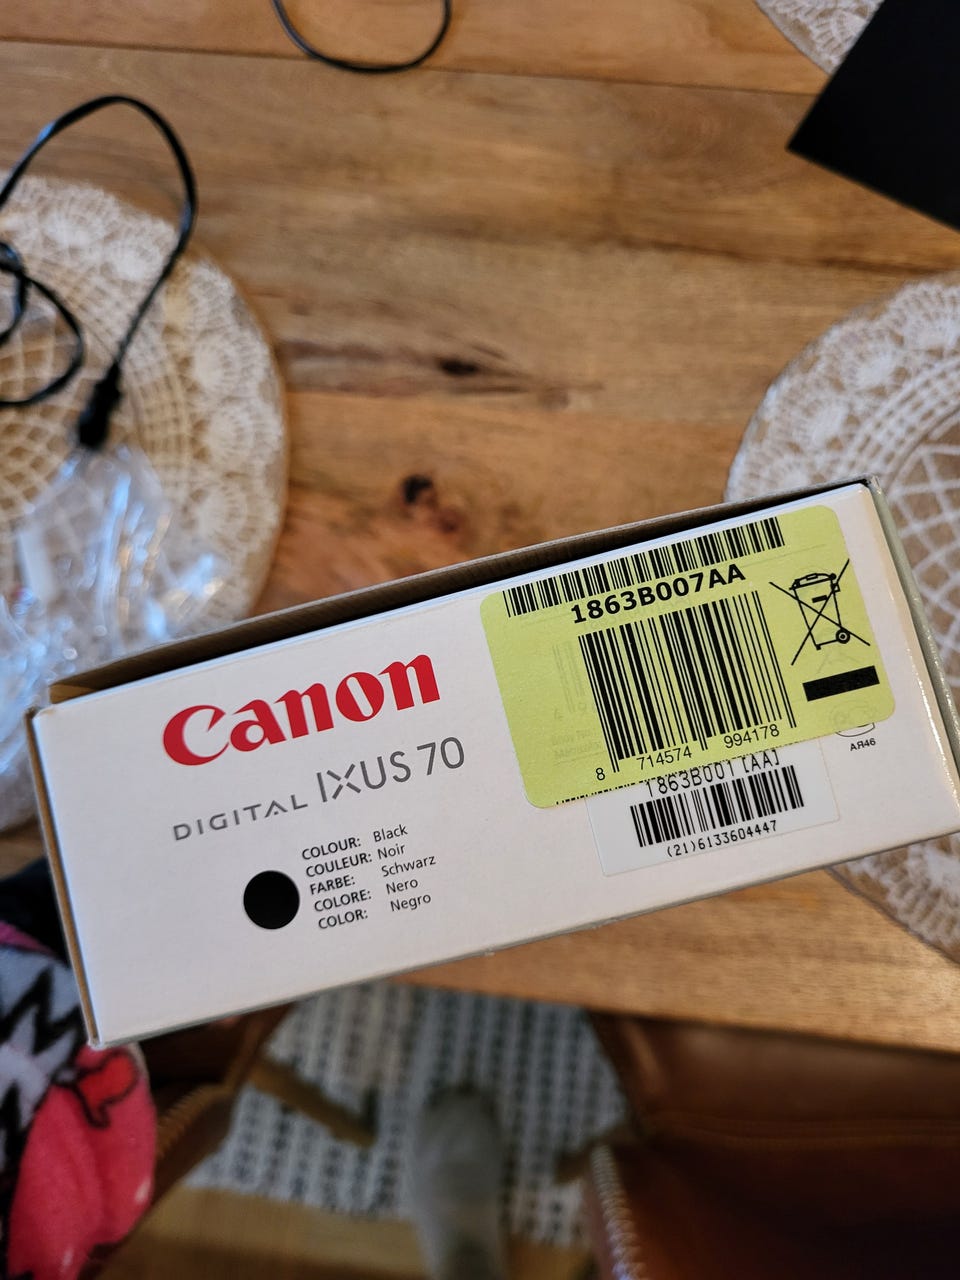 Canon
DIGITAL IXUS 70
COLOUR: Black
COULEUR: Noir
FARBE: Schwarz
COLORE: Nero
COLOR: Negro
1863B007AA
8 714574 994178
1863B001 [AA]
(21)6133604447
АЯ46